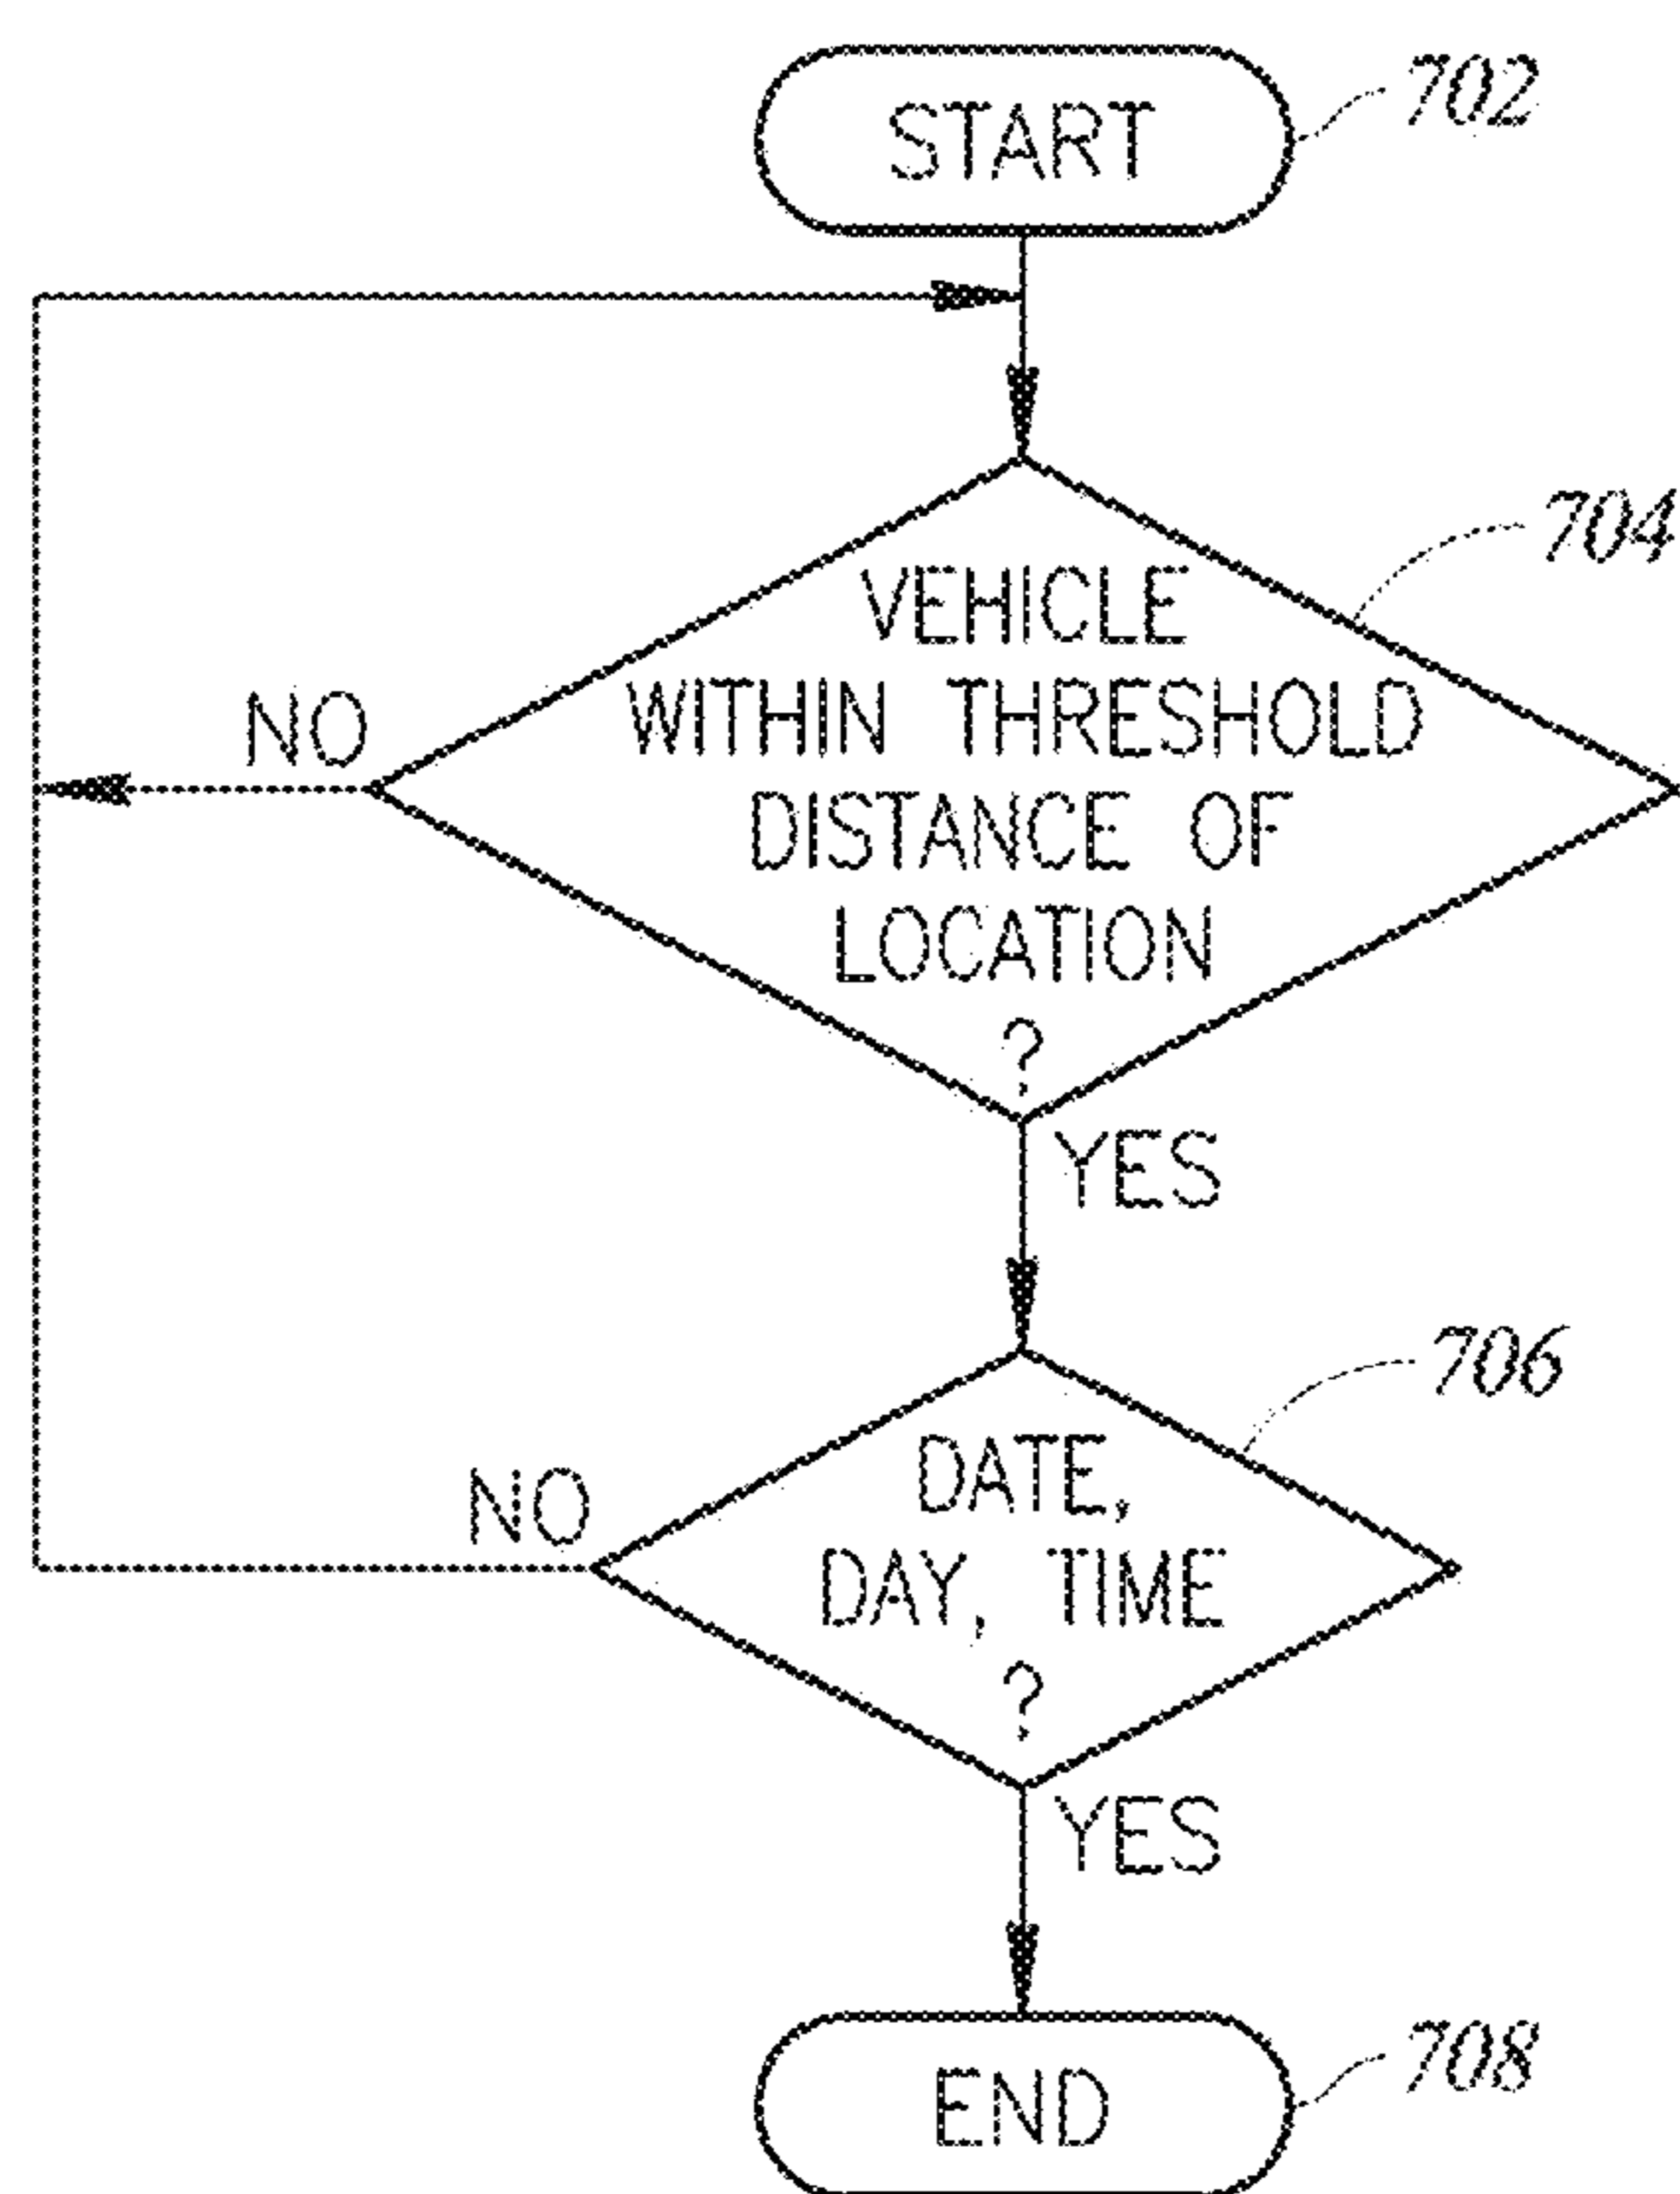 START
702
704
VEHICLE
WITHIN THRESHOLD
DISTANCE OF
LOCATION
?
NO
YES
706
DATE,
DAY, TIME
?
NO
YES
END
708